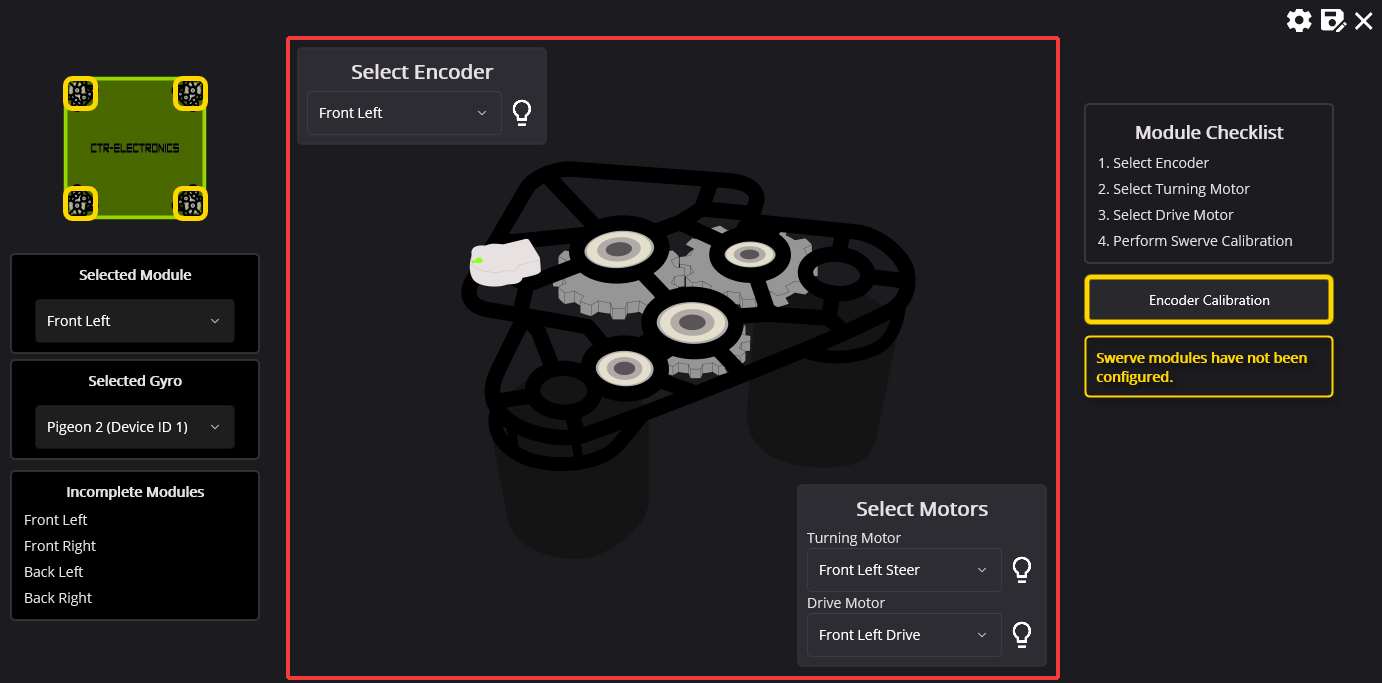 CTR-ELECTRONICS
Selected Module
Front Left
Selected Gyro
Pigeon 2 (Device ID 1)
Incomplete Modules
Front Left
Front Right
Back Left
Back Right
Select Encoder
Front Left
Select Motors
Turning Motor
Front Left Steer
Drive Motor
Front Left Drive
Module Checklist
1. Select Encoder
2. Select Turning Motor
3. Select Drive Motor
4. Perform Swerve Calibration
Encoder Calibration
Swerve modules have not been
configured.